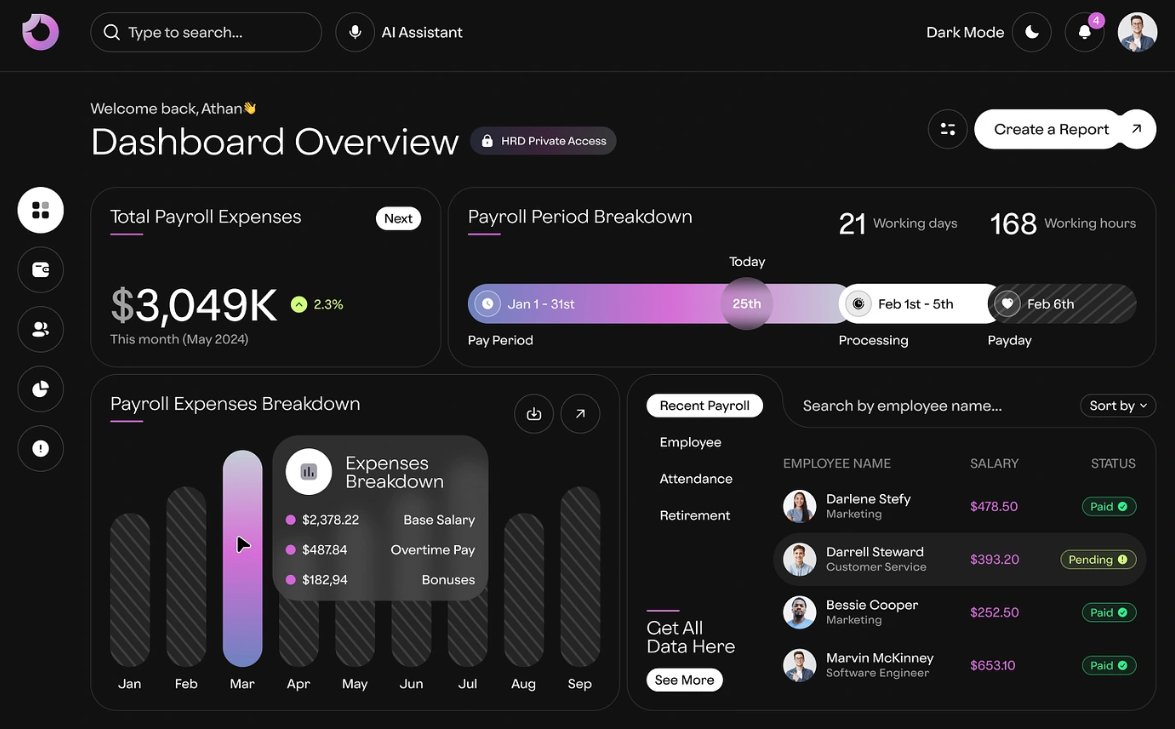 Type to search...
AI Assistant
Dark Mode
4
Welcome back, Athan👋
Dashboard Overview
HRD Private Access
Create a Report
Total Payroll Expenses
Next
$3,049K
2.3%
This month (May 2024)
Payroll Period Breakdown
21 Working days
168 Working hours
Today
Jan 1 - 31st
25th
Feb 1st - 5th
Feb 6th
Pay Period
Processing
Payday
Payroll Expenses Breakdown
Expenses
Breakdown
$2,378.22 Base Salary
$487.84 Overtime Pay
$182,94 Bonuses
Jan Feb Mar Apr May Jun Jul Aug Sep
Recent Payroll
Employee
Attendance
Retirement
Get All
Data Here
See More
Search by employee name...
Sort by
EMPLOYEE NAME SALARY STATUS
Darlene Stefy
Marketing
$478.50
Paid
Darrell Steward
Customer Service
$393.20
Pending
Bessie Cooper
Marketing
$252.50
Paid
Marvin McKinney
Software Engineer
$653.10
Paid